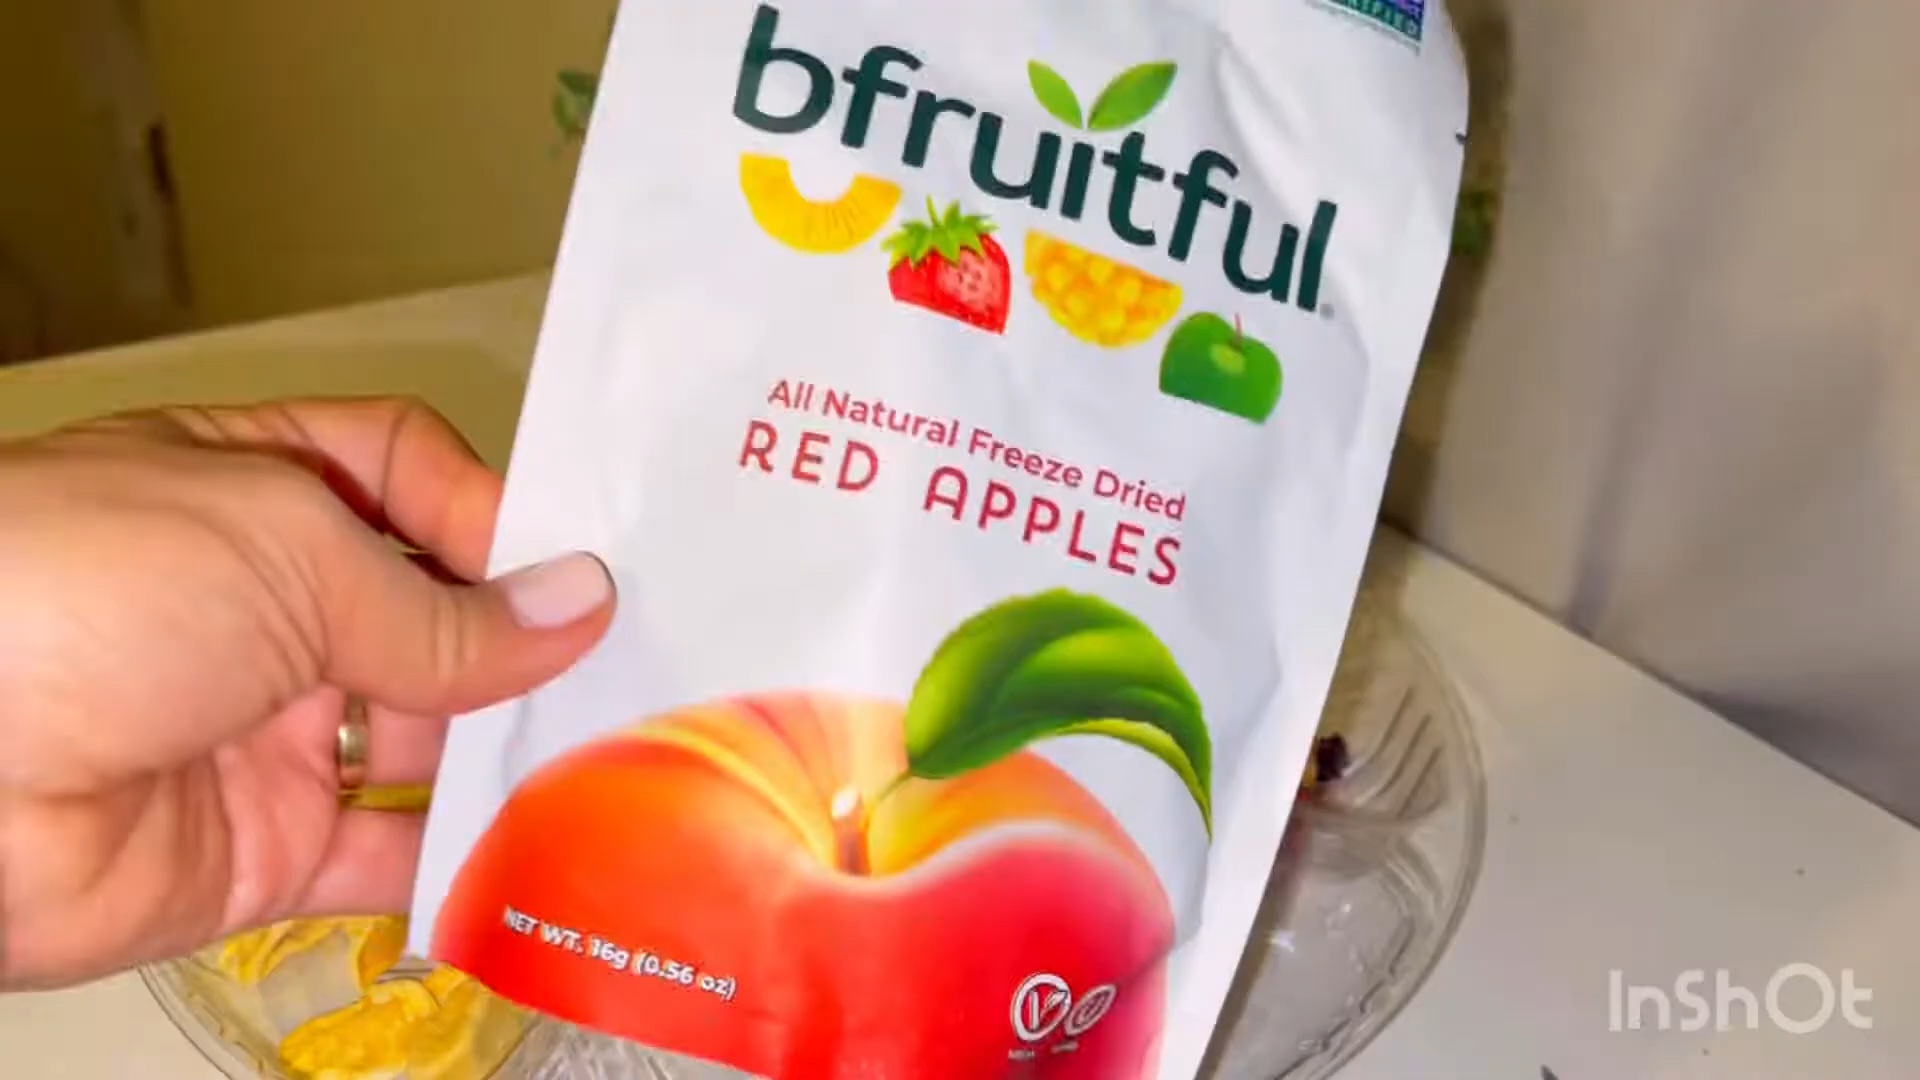 bfruitful
All Natural Freeze Dried
RED APPLES
NET WT. 16g (0.56 oz)
InShOt